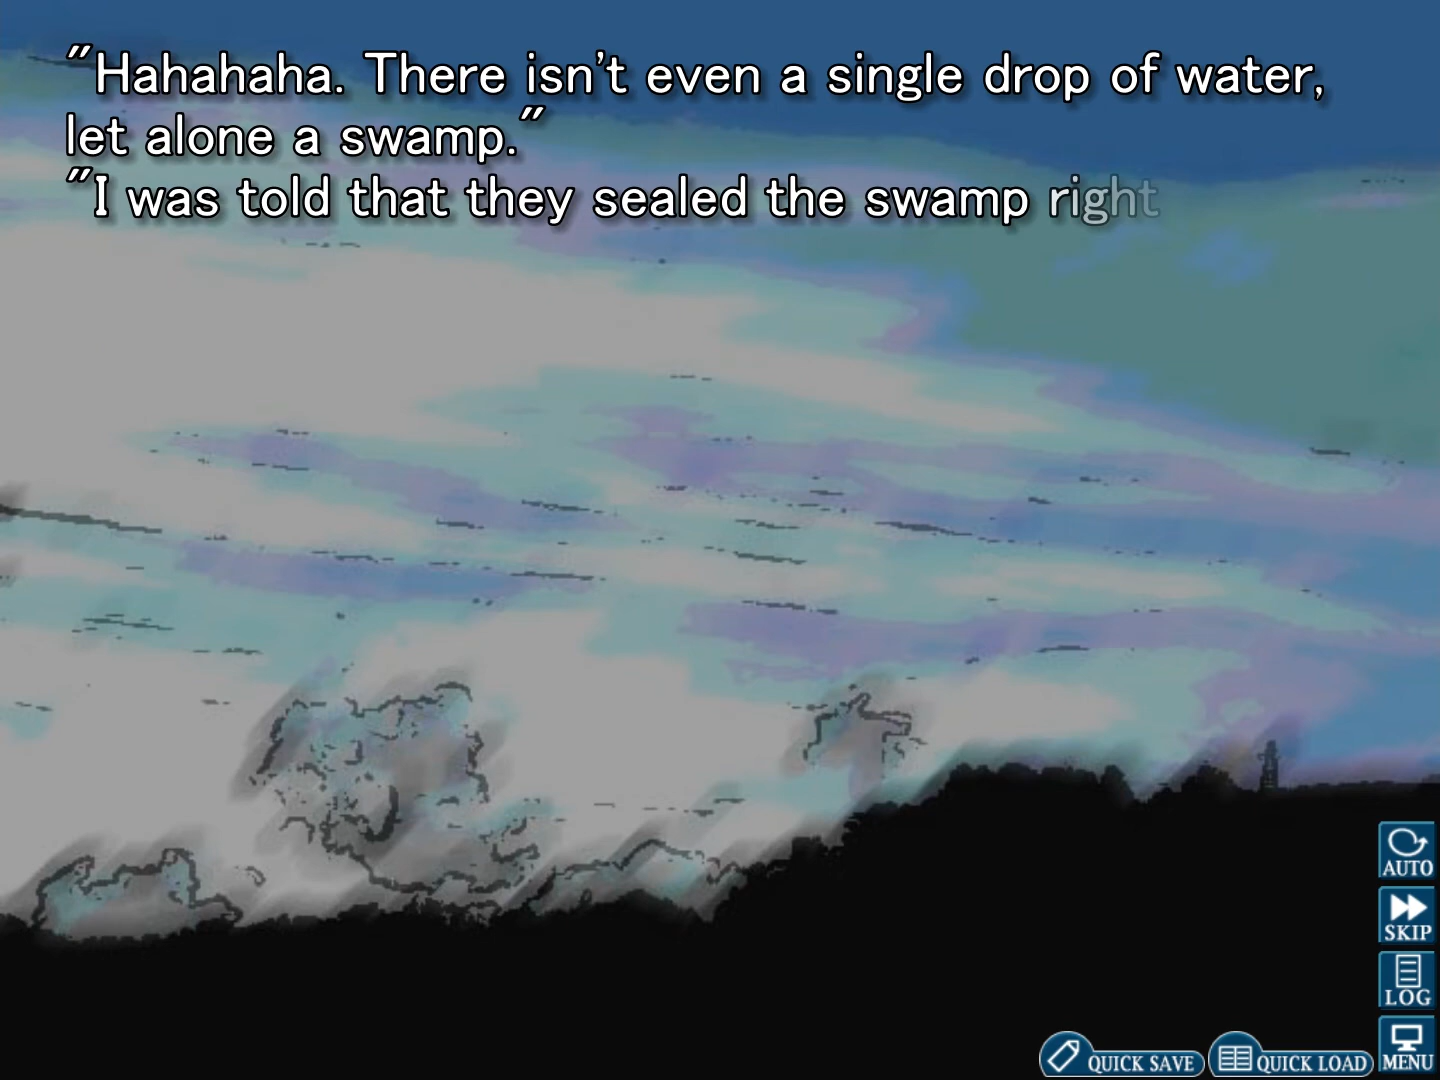 "Hahahaha. There isn't even a single drop of water,
let alone a swamp."
"I was told that they sealed the swamp right
AUTO
SKIP
LOG
QUICK SAVE
QUICK LOAD
MENU